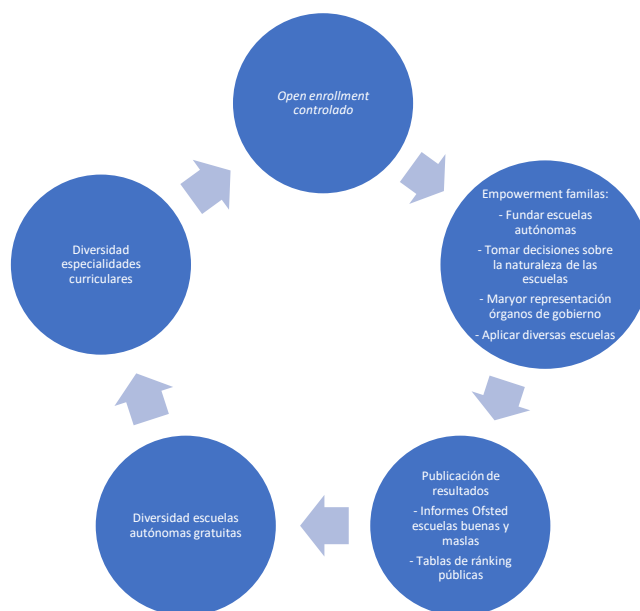 Open enrollment
controlado
Empowerment familas:
- Fundar escuelas
autónomas
- Tomar decisiones sobre
la naturaleza de las
escuelas
- Maryor representación
órganos de gobierno
- Aplicar diversas escuelas
Publicación de
resultados
- Informes Ofsted
escuelas buenas y
maslas
- Tablas de ránking
públicas
Diversidad escuelas
autónomas gratuitas
Diversidad
especialidades
curriculares